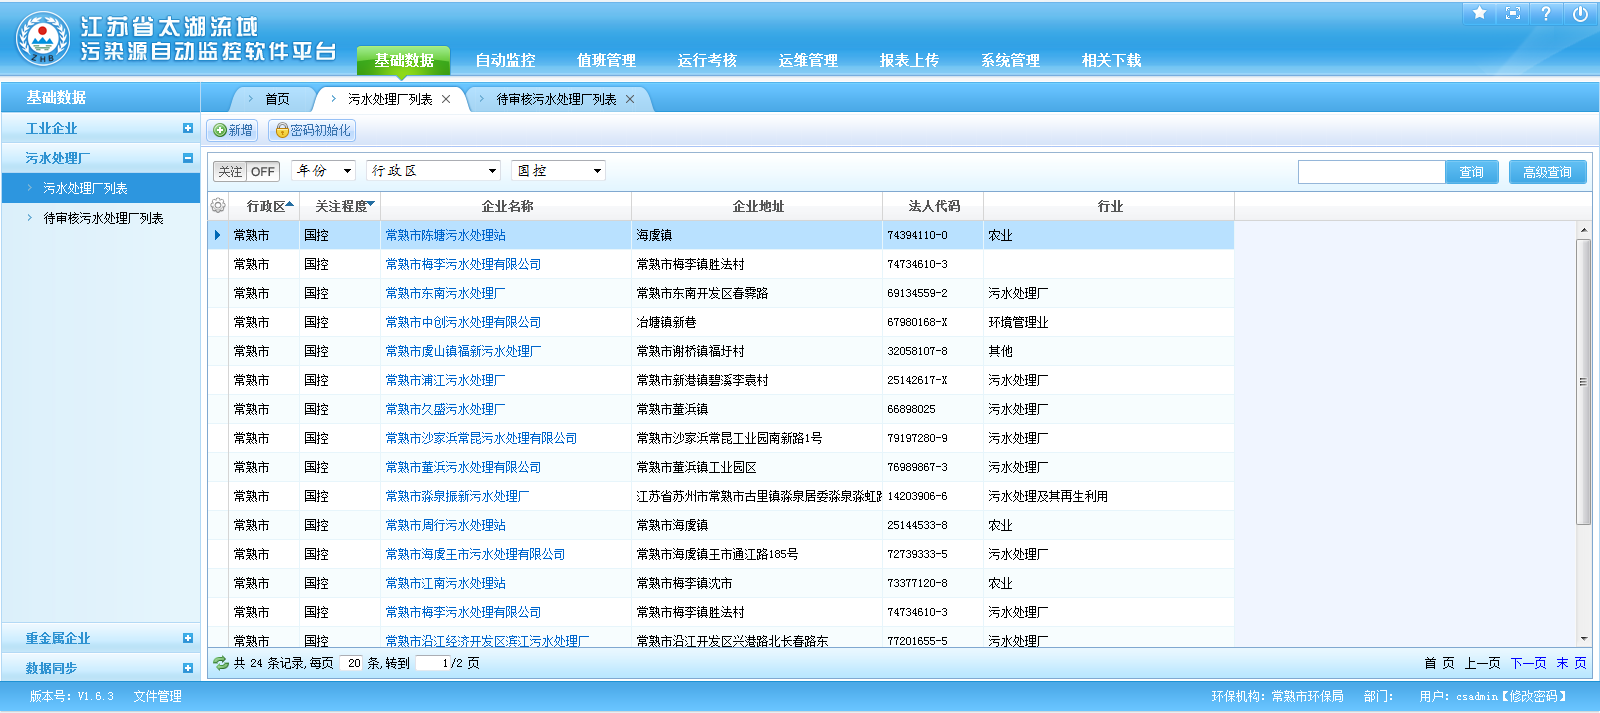 江苏省太湖流域
污染源自动监控软件平台
ZHB
基础数据 自动监控 值班管理 运行考核 运维管理 报表上传 系统管理 相关下载
基础数据
首页 污水处理厂列表 待审核污水处理厂列表
工业企业
污水处理厂
污水处理厂列表
待审核污水处理厂列表
重金属企业
数据同步
新增 密码初始化
关注 OFF 年份 行政区 国控 查询 高级查询
行政区 关注程度 企业名称 企业地址 法人代码 行业
常熟市 国控 常熟市陈塘污水处理站 海虞镇 74394110-0 农业
常熟市 国控 常熟市梅李污水处理有限公司 常熟市梅李镇胜法村 74734610-3
常熟市 国控 常熟市东南污水处理厂 常熟市东南开发区春霏路 69134559-2 污水处理厂
常熟市 国控 常熟市中创污水处理有限公司 冶塘镇新巷 67980168-X 环境管理业
常熟市 国控 常熟市虞山镇福新污水处理厂 常熟市谢桥镇福圩村 32058107-8 其他
常熟市 国控 常熟市浦江污水处理厂 常熟市新港镇碧溪李袁村 25142617-X 污水处理厂
常熟市 国控 常熟市久盛污水处理厂 常熟市董浜镇 66898025 污水处理厂
常熟市 国控 常熟市沙家浜常昆污水处理有限公司 常熟市沙家浜常昆工业园南新路1号 79197280-9 污水处理厂
常熟市 国控 常熟市董浜污水处理有限公司 常熟市董浜镇工业园区 76989867-3 污水处理厂
常熟市 国控 常熟市淼泉振新污水处理厂 江苏省苏州市常熟市古里镇淼泉居委淼泉淼虹路 14203906-6 污水处理及其再生利用
常熟市 国控 常熟市周行污水处理站 常熟市海虞镇 25144533-8 农业
常熟市 国控 常熟市海虞王市污水处理有限公司 常熟市海虞镇王市通江路185号 72739333-5 污水处理厂
常熟市 国控 常熟市江南污水处理站 常熟市梅李镇沈市 73377120-8 农业
常熟市 国控 常熟市梅李污水处理有限公司 常熟市梅李镇胜法村 74734610-3 污水处理厂
常熟市 国控 常熟市沿江经济开发区滨江污水处理厂 常熟市沿江开发区兴港路北长春路东 77201655-5 污水处理厂
共 24 条记录,每页 20 条,转到 1/2 页 首 页 上一页 下一页 末 页
版本号: V1.6.3 文件管理 环保机构: 常熟市环保局 部门: 用户: csadmin【修改密码】